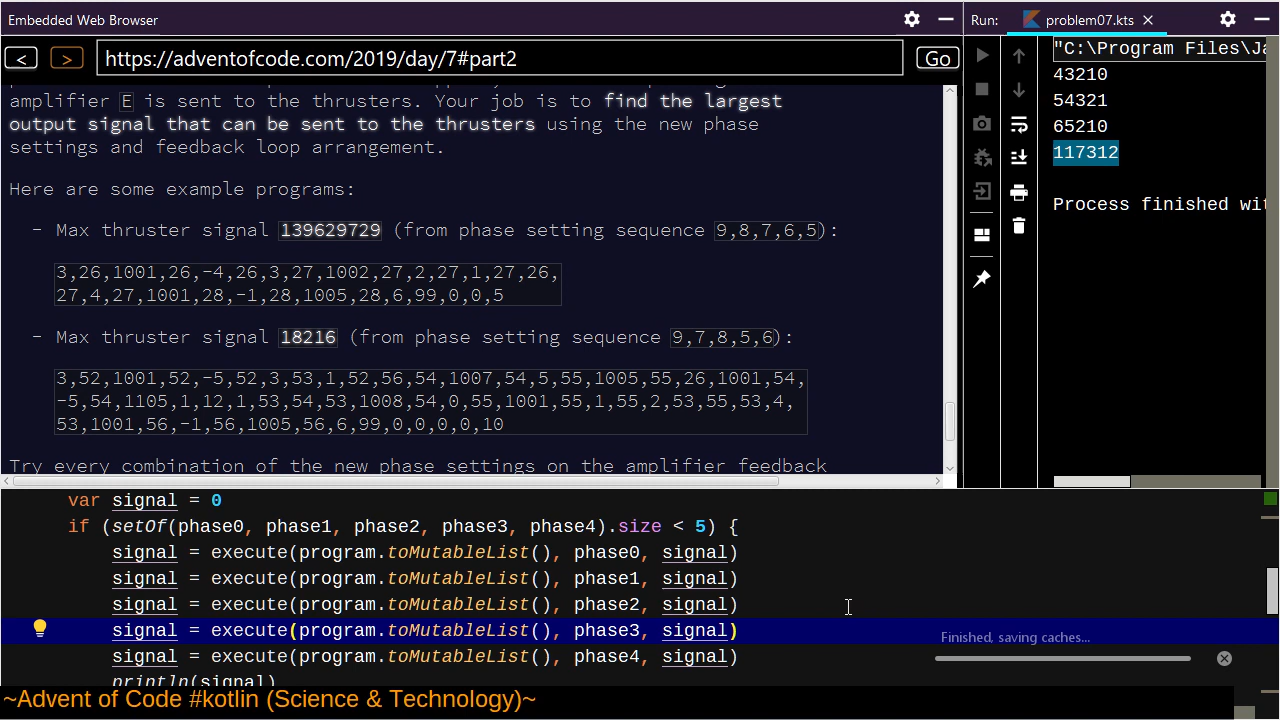 Embedded Web Browser
Run: problem07.kts
< > https://adventofcode.com/2019/day/7#part2 Go
amplifier E is sent to the thrusters. Your job is to find the largest
output signal that can be sent to the thrusters using the new phase
settings and feedback loop arrangement.
Here are some example programs:
- Max thruster signal 139629729 (from phase setting sequence 9,8,7,6,5):
3,26,1001,26,-4,26,3,27,1002,27,2,27,1,27,26,
27,4,27,1001,28,-1,28,1005,28,6,99,0,0,5
- Max thruster signal 18216 (from phase setting sequence 9,7,8,5,6):
3,52,1001,52,-5,52,3,53,1,52,56,54,1007,54,5,55,1005,55,26,1001,54,
-5,54,1105,1,12,1,53,54,53,1008,54,0,55,1001,55,1,55,2,53,55,53,4,
53,1001,56,-1,56,1005,56,6,99,0,0,0,0,10
Try every combination of the new phase settings on the amplifier feedback
"C:\Program Files\Ja
43210
54321
65210
117312
Process finished wit
var signal = 0
if (setOf(phase0, phase1, phase2, phase3, phase4).size < 5) {
signal = execute(program.toMutableList(), phase0, signal)
signal = execute(program.toMutableList(), phase1, signal)
signal = execute(program.toMutableList(), phase2, signal)
signal = execute(program.toMutableList(), phase3, signal)
signal = execute(program.toMutableList(), phase4, signal)
println(signal)
Finished, saving caches...
~Advent of Code #kotlin (Science & Technology)~